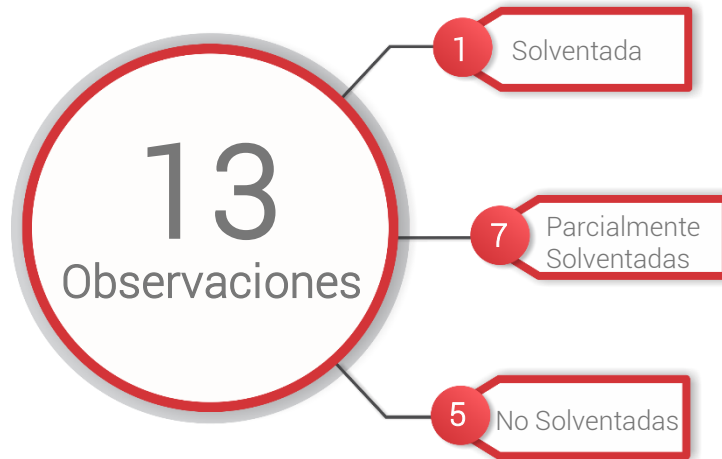 13
Observaciones
1
Solventada
7
Parcialmente
Solventadas
5
No Solventadas